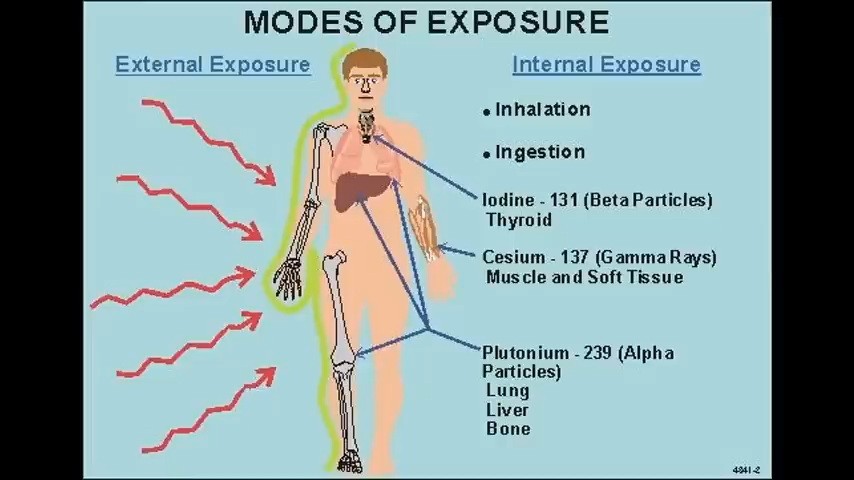 MODES OF EXPOSURE
External Exposure
Internal Exposure
• Inhalation
• Ingestion
Iodine - 131 (Beta Particles)
Thyroid
Cesium - 137 (Gamma Rays)
Muscle and Soft Tissue
Plutonium - 239 (Alpha
Particles)
Lung
Liver
Bone
4841-2